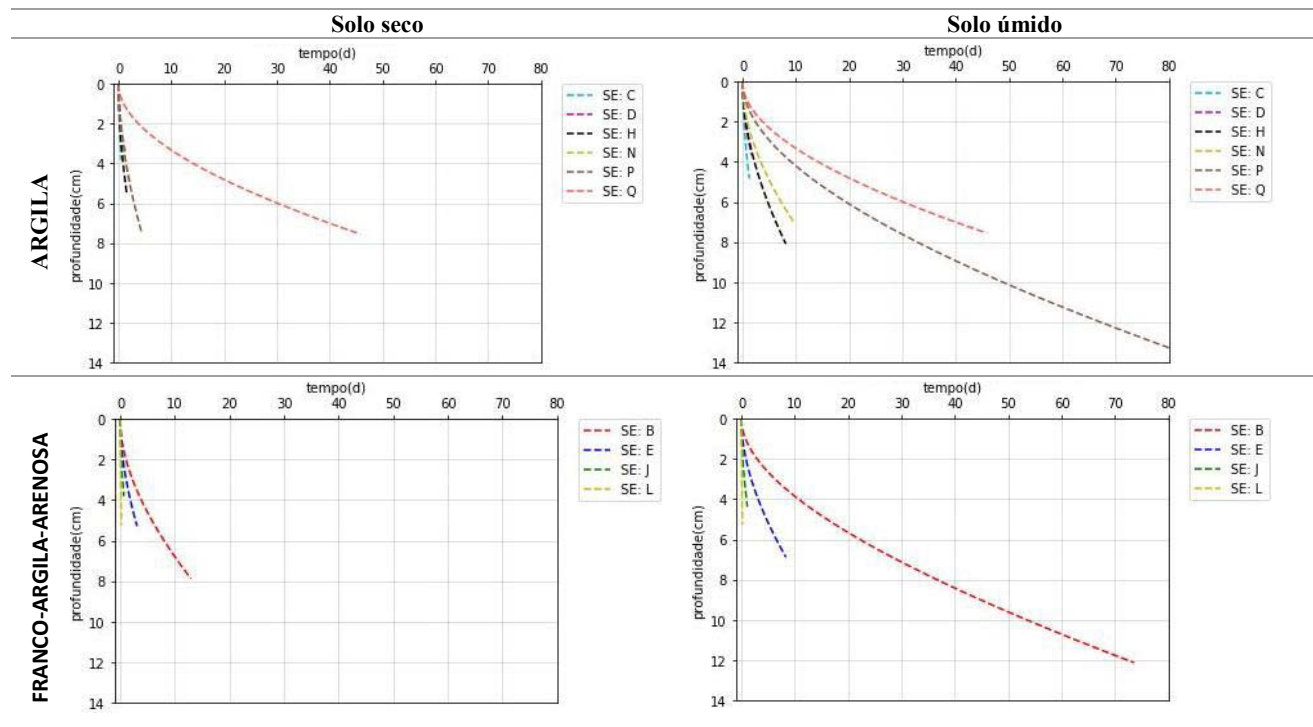 Solo seco
Solo úmido
ARGILA
tempo(d)
0 10 20 30 40 50 60 70 80
profundidade(cm)
0
2
4
6
8
10
12
14
SE: C
SE: D
SE: H
SE: N
SE: P
SE: Q
tempo(d)
0 10 20 30 40 50 60 70 80
profundidade(cm)
0
2
4
6
8
10
12
14
SE: C
SE: D
SE: H
SE: N
SE: P
SE: Q
FRANCO-ARGILA-ARENOSA
tempo(d)
0 10 20 30 40 50 60 70 80
profundidade(cm)
0
2
4
6
8
10
12
14
SE: B
SE: E
SE: J
SE: L
tempo(d)
0 10 20 30 40 50 60 70 80
profundidade(cm)
0
2
4
6
8
10
12
14
SE: B
SE: E
SE: J
SE: L